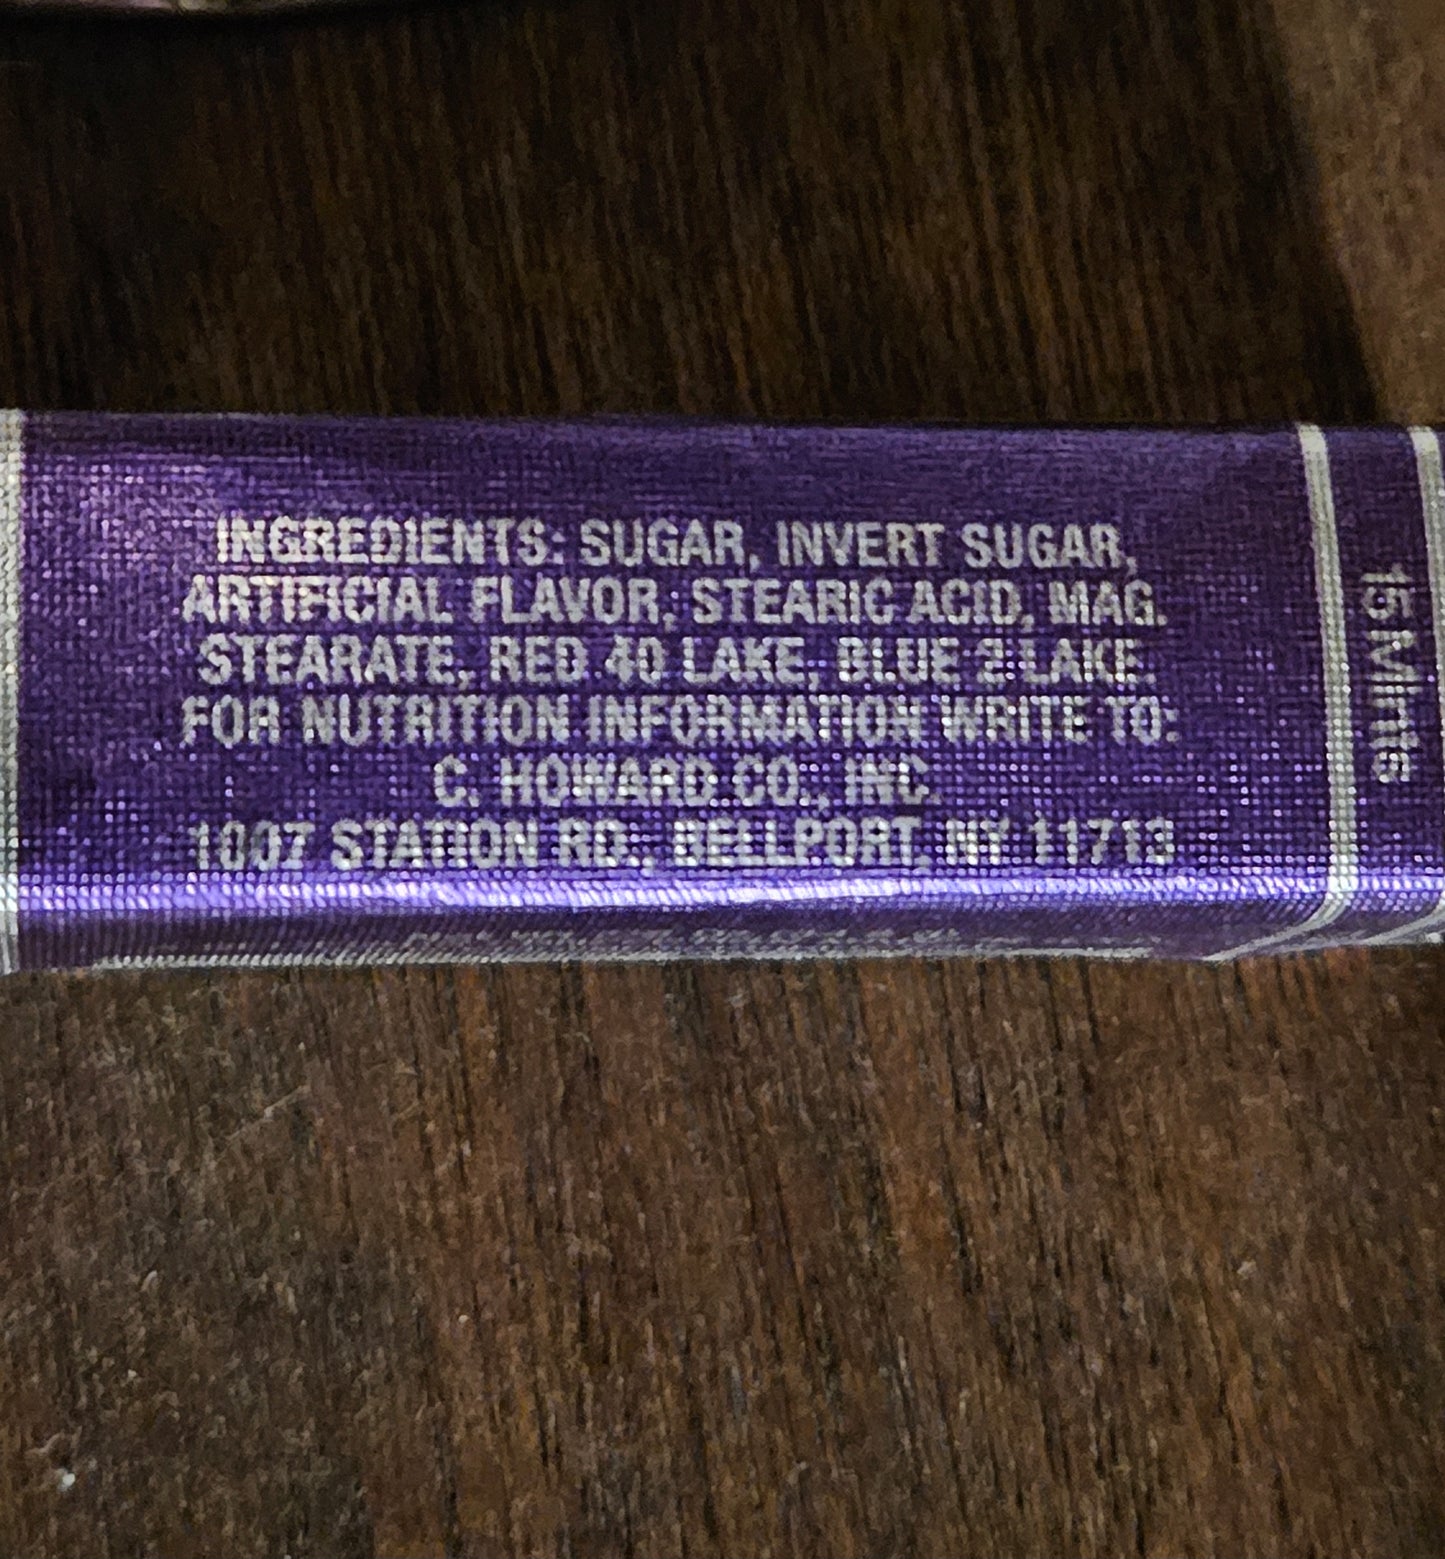 INGREDIENTS: SUGAR, INVERT SUGAR,
ARTIFICIAL FLAVOR, STEARIC ACID, MAG.
STEARATE, RED 40 LAKE, BLUE 2 LAKE
FOR NUTRITION INFORMATION WRITE TO:
C. HOWARD CO., INC.
1007 STATION RD., BELLPORT, NY 11713
15 Mints